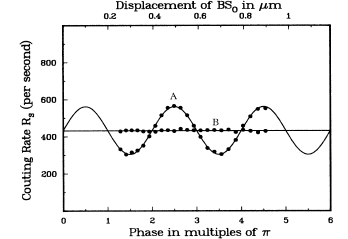 Displacement of BS₀ in μm
0.2 0.4 0.6 0.8 1
Couting Rate Rₛ (per second)
800
600
400
200
A
B
0 1 2 3 4 5 6
Phase in multiples of π